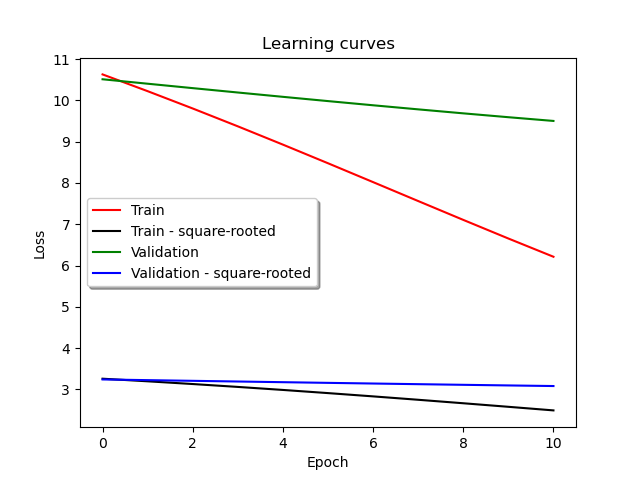 Learning curves
Loss
11
10
9
8
7
6
5
4
3
Train
Train - square-rooted
Validation
Validation - square-rooted
0 2 4 6 8 10
Epoch